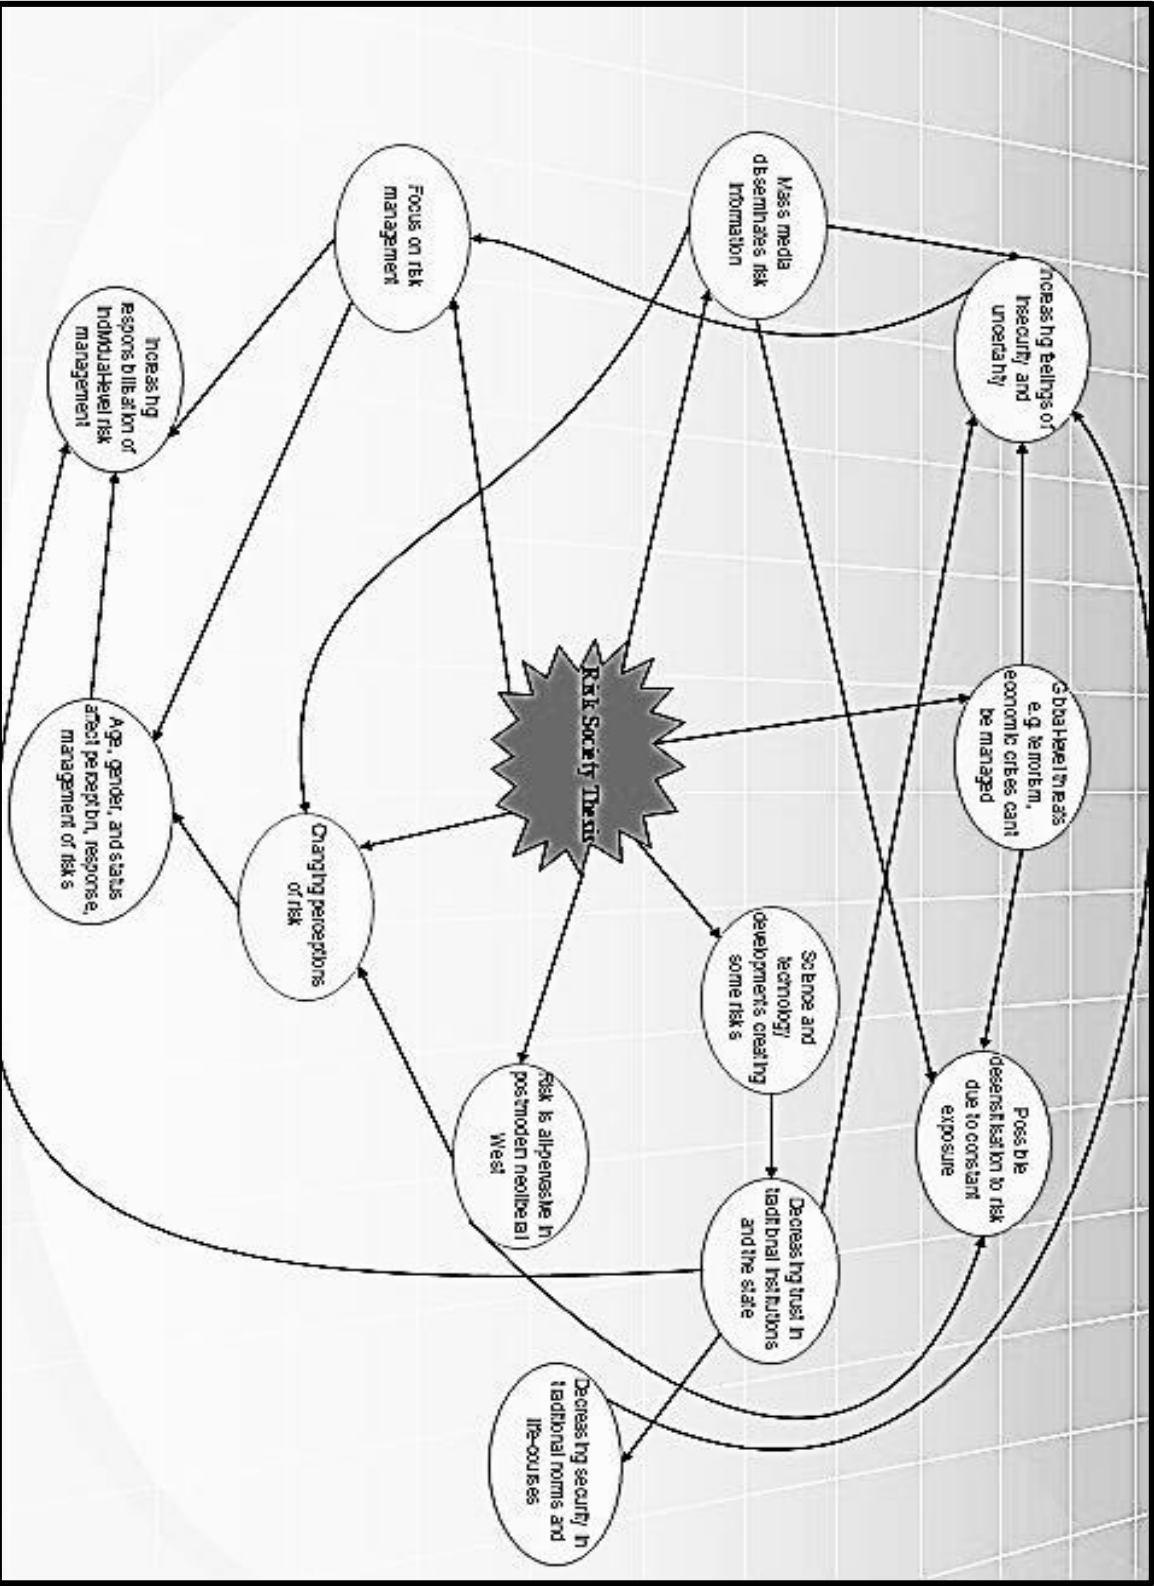 Increasing feelings of
insecurity and
uncertainty
Global-level threats
e.g. terrorism,
economic crises can't
be managed
Possible
desensitisation to risk
due to constant
exposure
Mass media
disseminates risk
information
Science and
technology
developments creating
some risks
Decreasing trust in
traditional institutions
and the state
Risk Society Thesis
Focus on risk
management
Risk is all-pervasive in
postmodern neoliberal
West
Decreasing security in
traditional norms and
life-courses
Changing perceptions
of risk
Increasing
responsibilisation of
individual-level risk
management
Age, gender, and status
affect perception, response,
management of risks